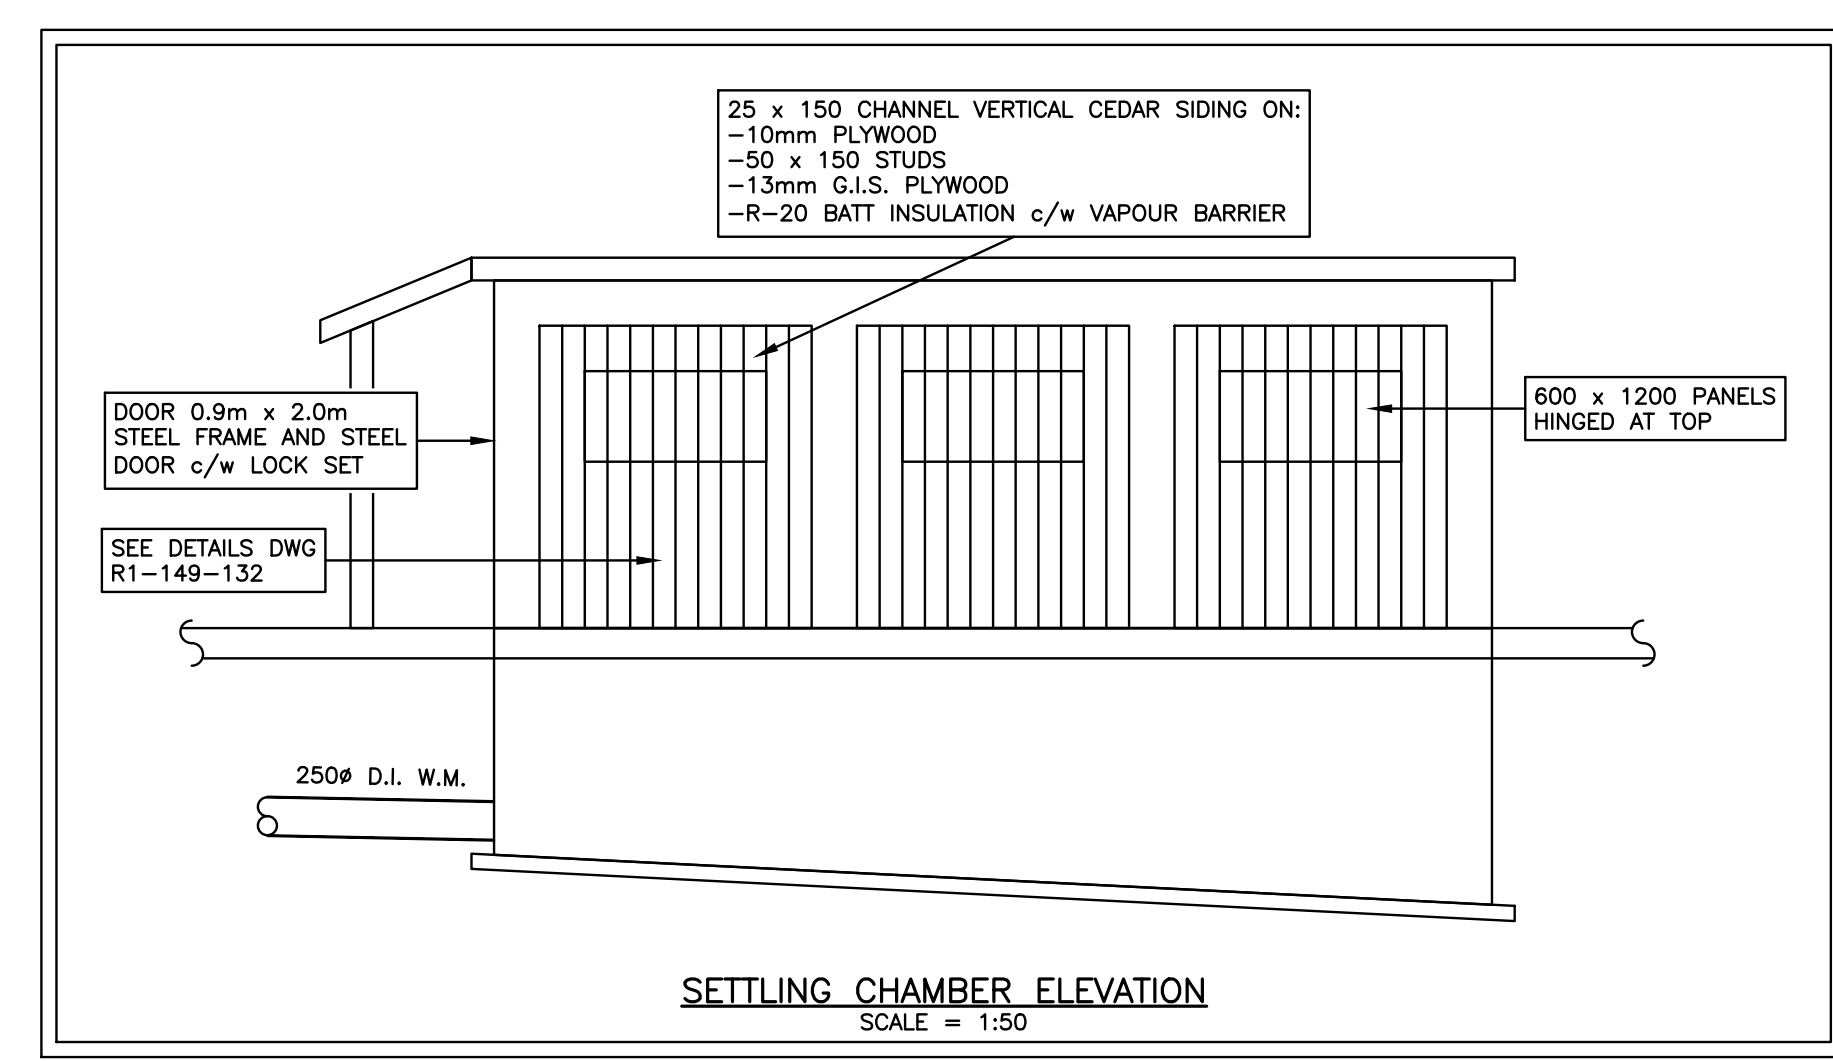 25 x 150 CHANNEL VERTICAL CEDAR SIDING ON:
-10mm PLYWOOD
-50 x 150 STUDS
-13mm G.I.S. PLYWOOD
-R-20 BATT INSULATION c/w VAPOUR BARRIER
DOOR 0.9m x 2.0m
STEEL FRAME AND STEEL
DOOR c/w LOCK SET
600 x 1200 PANELS
HINGED AT TOP
SEE DETAILS DWG
R1-149-132
250ø D.I. W.M.
SETTLING CHAMBER ELEVATION
SCALE = 1:50